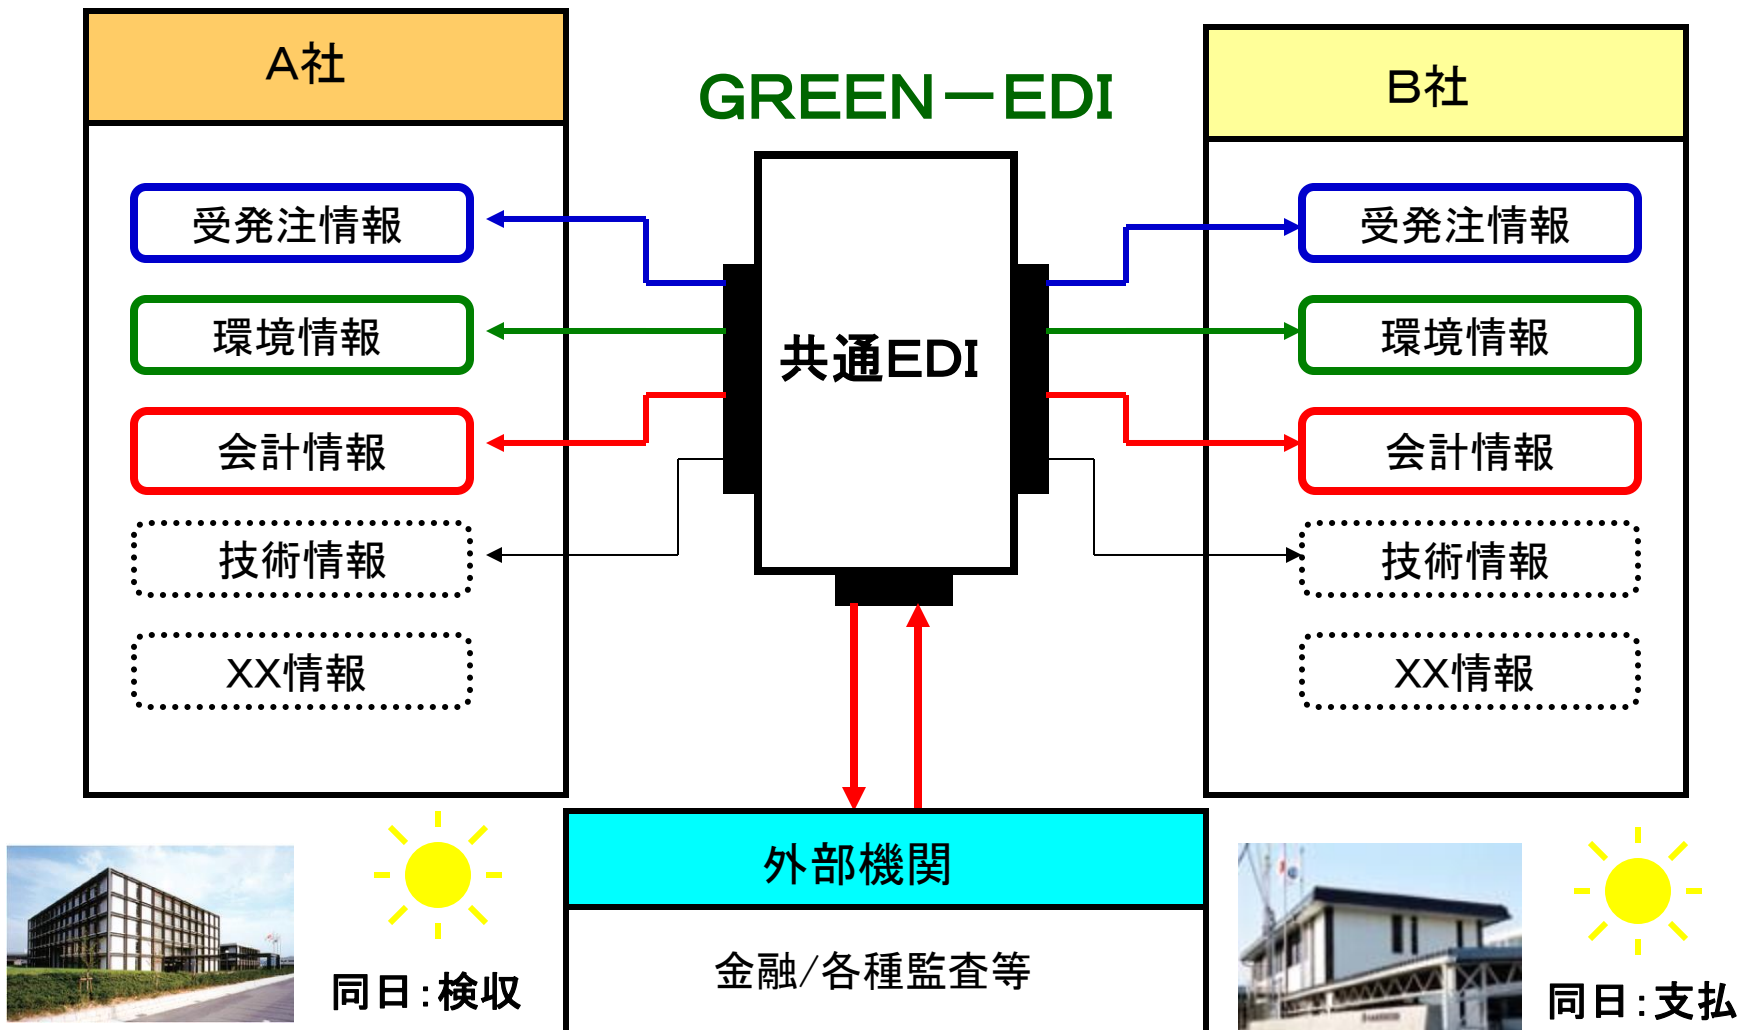 A社
受発注情報
環境情報
会計情報
技術情報
XX情報
GREEN－EDI
共通EDI
B社
受発注情報
環境情報
会計情報
技術情報
XX情報
外部機関
金融/各種監査等
同日：検収
同日：支払